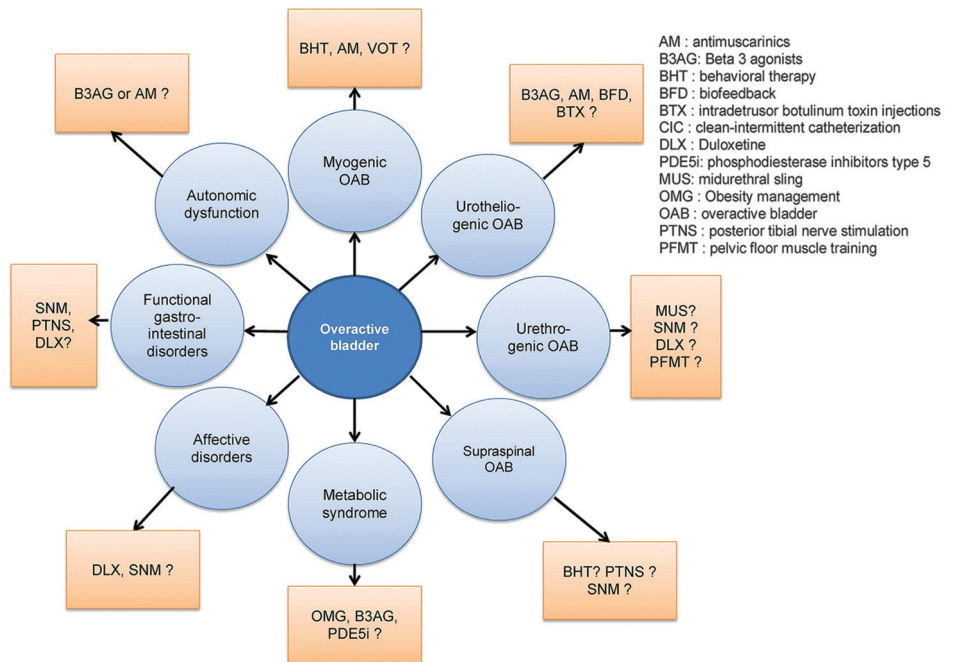 BHT, AM, VOT ?
B3AG or AM ?
B3AG, AM, BFD,
BTX ?
Myogenic
OAB
Autonomic
dysfunction
Urothelio-
genic OAB
SNM,
PTNS,
DLX?
Functional
gastro-
intestinal
disorders
Overactive
bladder
Urethro-
genic OAB
MUS?
SNM ?
DLX ?
PFMT ?
Affective
disorders
Metabolic
syndrome
Supraspinal
OAB
DLX, SNM ?
OMG, B3AG,
PDE5i ?
BHT? PTNS ?
SNM ?
AM : antimuscarinics
B3AG: Beta 3 agonists
BHT : behavioral therapy
BFD : biofeedback
BTX : intradetrusor botulinum toxin injections
CIC : clean-intermittent catheterization
DLX : Duloxetine
PDE5i: phosphodiesterase inhibitors type 5
MUS: midurethral sling
OMG : Obesity management
OAB : overactive bladder
PTNS : posterior tibial nerve stimulation
PFMT : pelvic floor muscle training